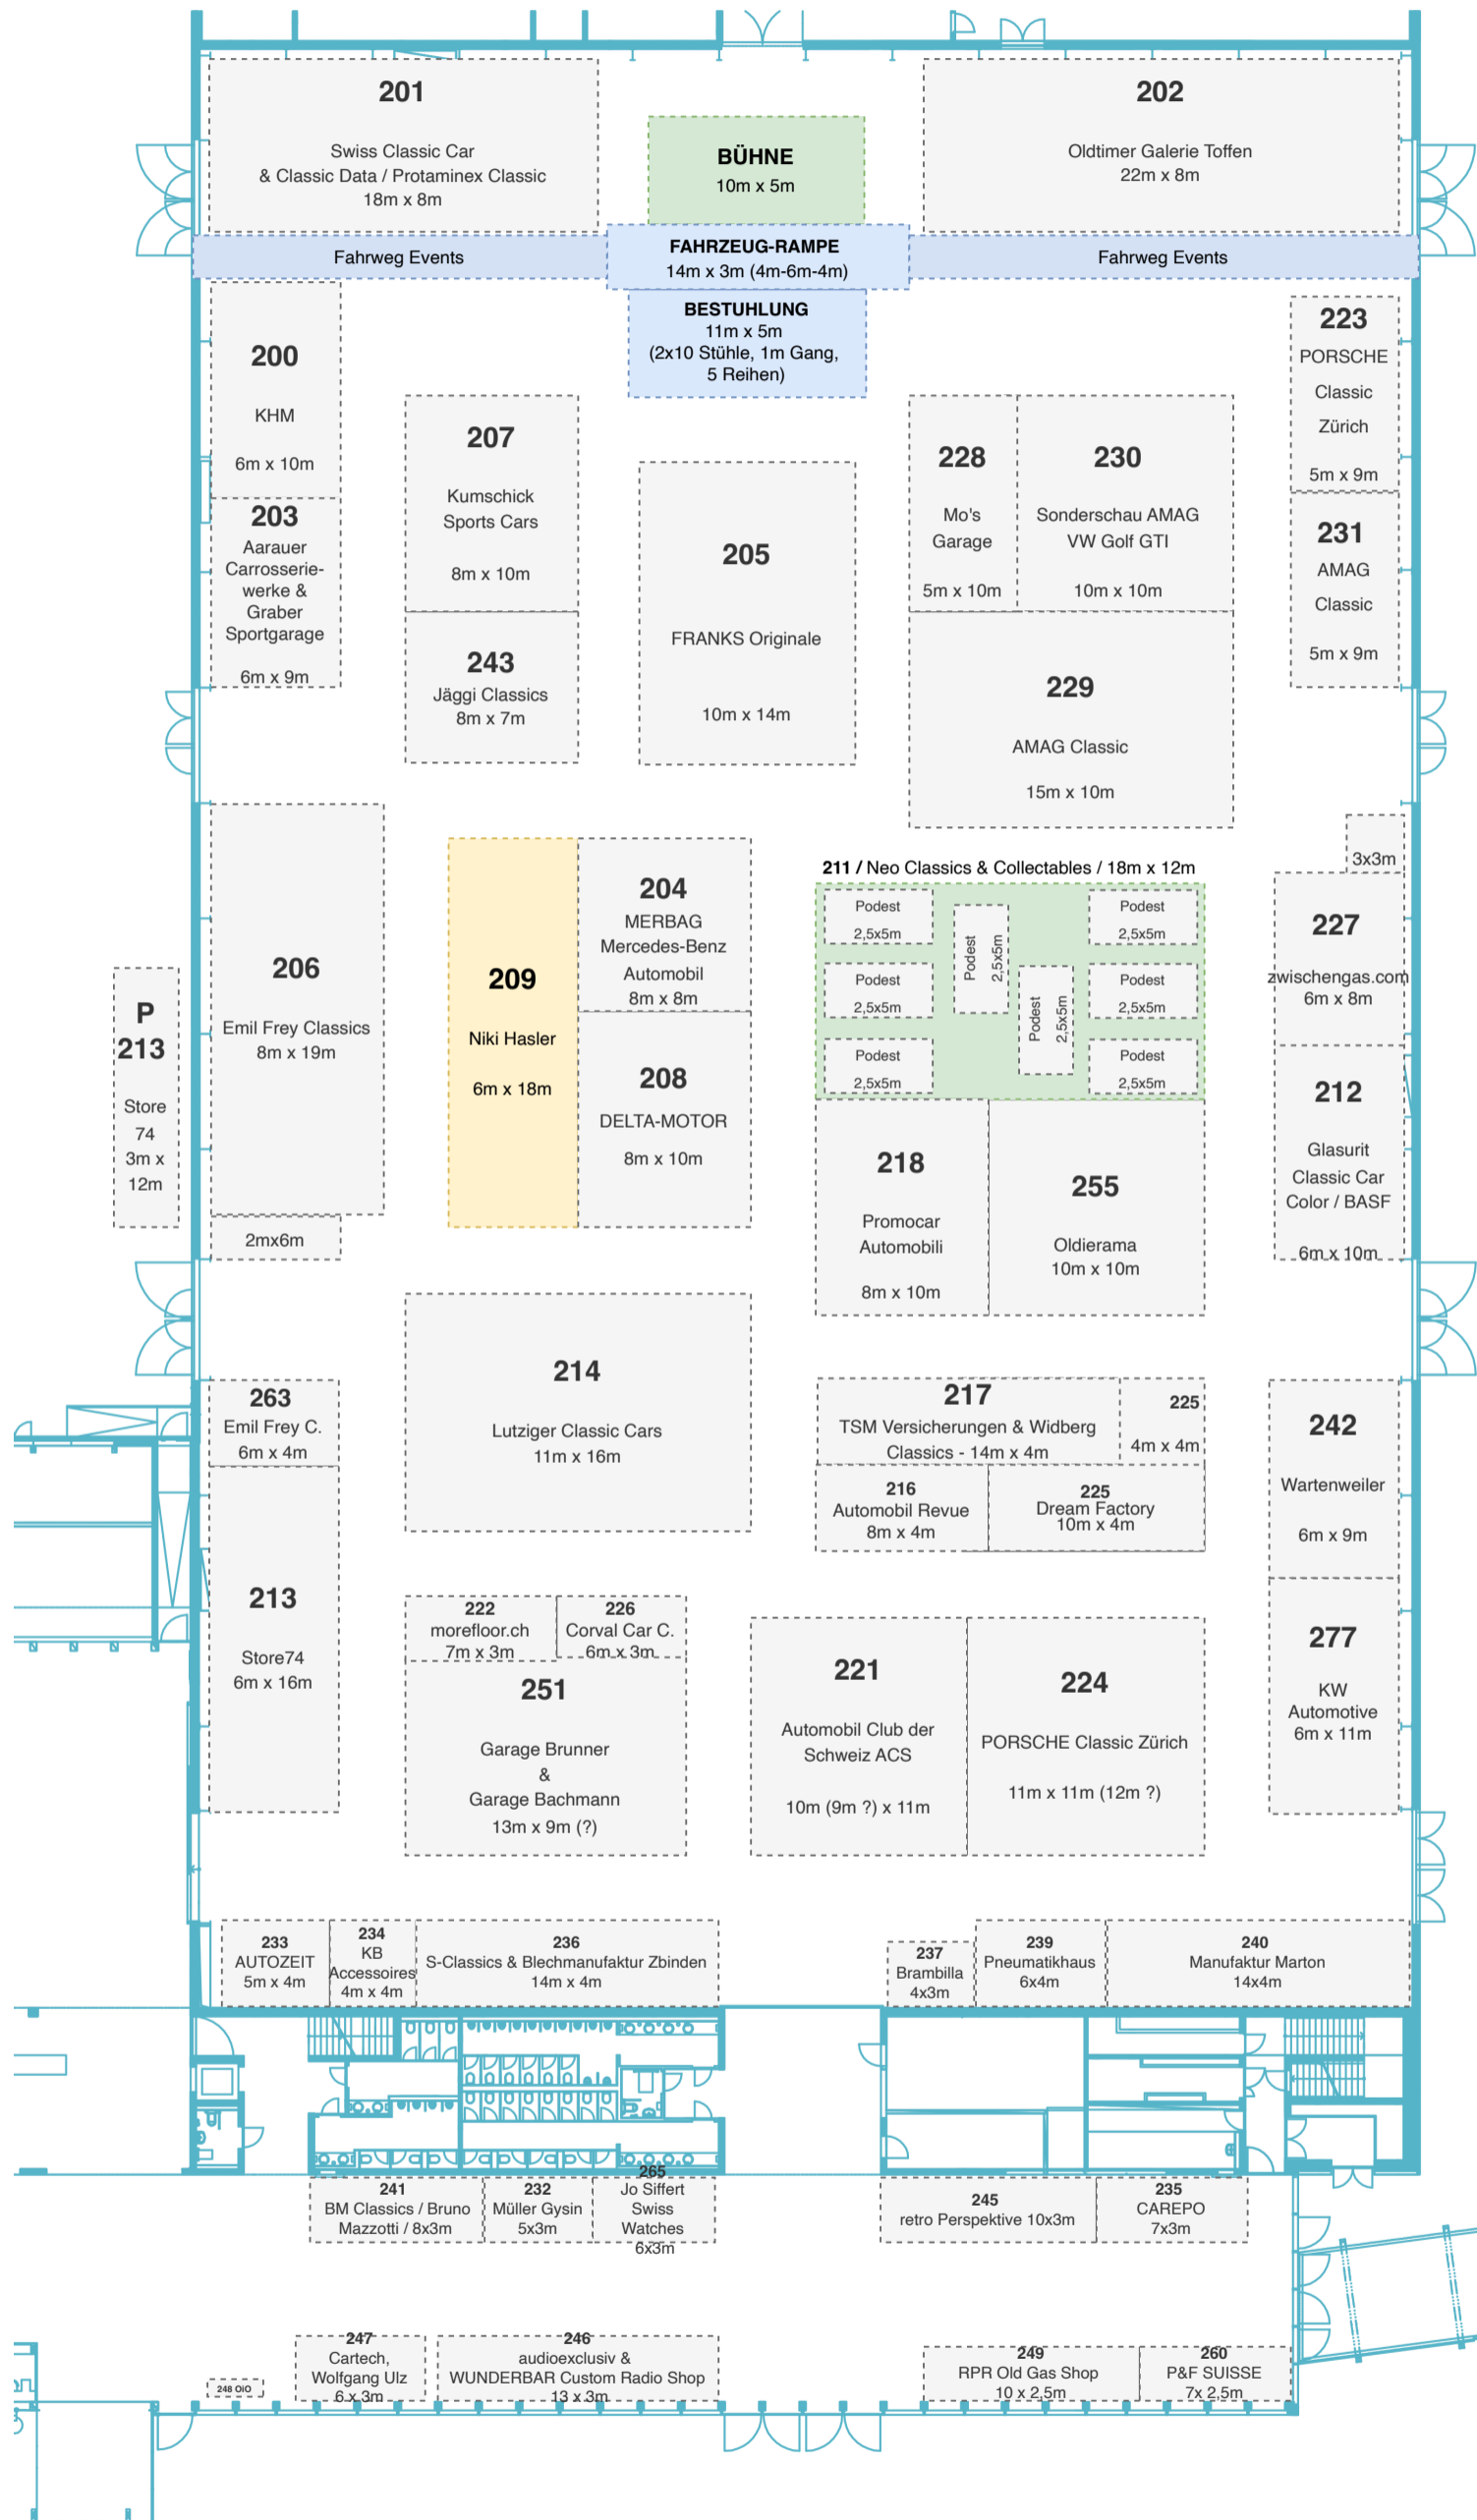 201
Swiss Classic Car
& Classic Data / Protaminex Classic
18m x 8m
BÜHNE
10m x 5m
202
Oldtimer Galerie Toffen
22m x 8m
Fahrweg Events
FAHRZEUG-RAMPE
14m x 3m (4m-6m-4m)
Fahrweg Events
BESTUHLUNG
11m x 5m
(2x10 Stühle, 1m Gang,
5 Reihen)
200
KHM
6m x 10m
203
Aarauer
Carrosserie-
werke &
Graber
Sportgarage
6m x 9m
207
Kumschick
Sports Cars
8m x 10m
243
Jäggi Classics
8m x 7m
205
FRANKS Originale
10m x 14m
228
Mo's
Garage
5m x 10m
230
Sonderschau AMAG
VW Golf GTI
10m x 10m
229
AMAG Classic
15m x 10m
223
PORSCHE
Classic
Zürich
5m x 9m
231
AMAG
Classic
5m x 9m
P
213
Store
74
3m x
12m
206
Emil Frey Classics
8m x 19m
2mx6m
209
Niki Hasler
6m x 18m
204
MERBAG
Mercedes-Benz
Automobil
8m x 8m
208
DELTA-MOTOR
8m x 10m
211 / Neo Classics & Collectables / 18m x 12m
Podest
2,5x5m
Podest
2,5x5m
Podest
2,5x5m
Podest
2,5x5m
Podest
2,5x5m
Podest
2,5x5m
Podest
2,5x5m
Podest
2,5x5m
218
Promocar
Automobili
8m x 10m
255
Oldierama
10m x 10m
3x3m
227
zwischengas.com
6m x 8m
212
Glasurit
Classic Car
Color / BASF
6m x 10m
263
Emil Frey C.
6m x 4m
213
Store74
6m x 16m
214
Lutziger Classic Cars
11m x 16m
217
TSM Versicherungen & Widberg
Classics - 14m x 4m
225
4m x 4m
216
Automobil Revue
8m x 4m
225
Dream Factory
10m x 4m
242
Wartenweiler
6m x 9m
277
KW
Automotive
6m x 11m
222
morefloor.ch
7m x 3m
226
Corval Car C.
6m x 3m
251
Garage Brunner
&
Garage Bachmann
13m x 9m (?)
221
Automobil Club der
Schweiz ACS
10m (9m ?) x 11m
224
PORSCHE Classic Zürich
11m x 11m (12m ?)
233
AUTOZEIT
5m x 4m
234
KB
Accessoires
4m x 4m
236
S-Classics & Blechmanufaktur Zbinden
14m x 4m
237
Brambilla
4x3m
239
Pneumatikhaus
6x4m
240
Manufaktur Marton
14x4m
241
BM Classics / Bruno
Mazzotti / 8x3m
232
Müller Gysin
5x3m
265
Jo Siffert
Swiss
Watches
6x3m
245
retro Perspektive 10x3m
235
CAREPO
7x3m
248 OiO
247
Cartech,
Wolfgang Ulz
6 x 3m
246
audioexclusiv &
WUNDERBAR Custom Radio Shop
13 x 3m
249
RPR Old Gas Shop
10 x 2,5m
260
P&F SUISSE
7x 2,5m